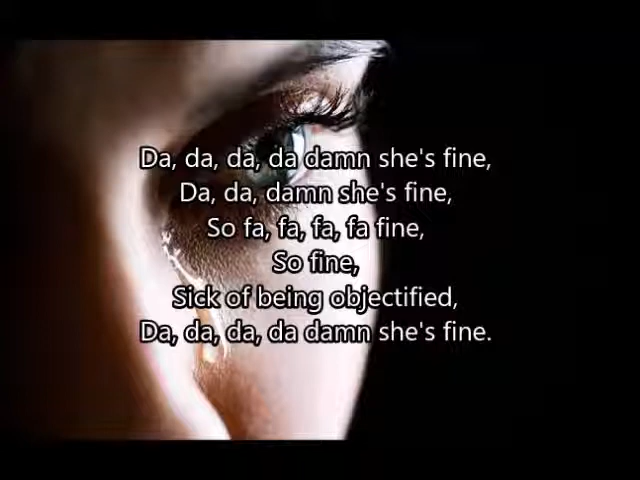 Da, da, da, da damn she's fine,
Da, da, damn she's fine,
So fa, fa, fa, fa fine,
So fine,
Sick of being objectified,
Da, da, da, da damn she's fine.